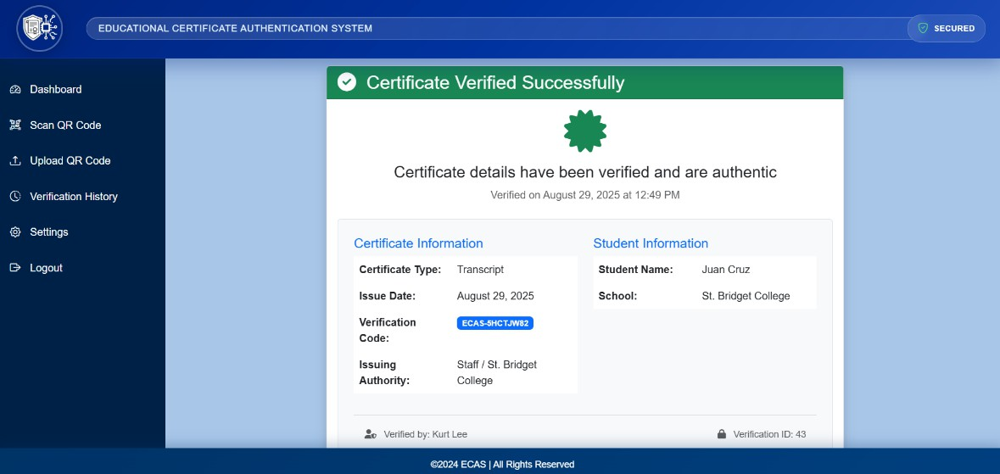 EDUCATIONAL CERTIFICATE AUTHENTICATION SYSTEM
SECURED
Dashboard
Scan QR Code
Upload QR Code
Verification History
Settings
Logout
Certificate Verified Successfully
Certificate details have been verified and are authentic
Verified on August 29, 2025 at 12:49 PM
Certificate Information
Certificate Type: Transcript
Issue Date: August 29, 2025
Verification Code: ECAS-5HCTJW82
Issuing Authority: Staff / St. Bridget College
Student Information
Student Name: Juan Cruz
School: St. Bridget College
Verified by: Kurt Lee
Verification ID: 43
©2024 ECAS | All Rights Reserved